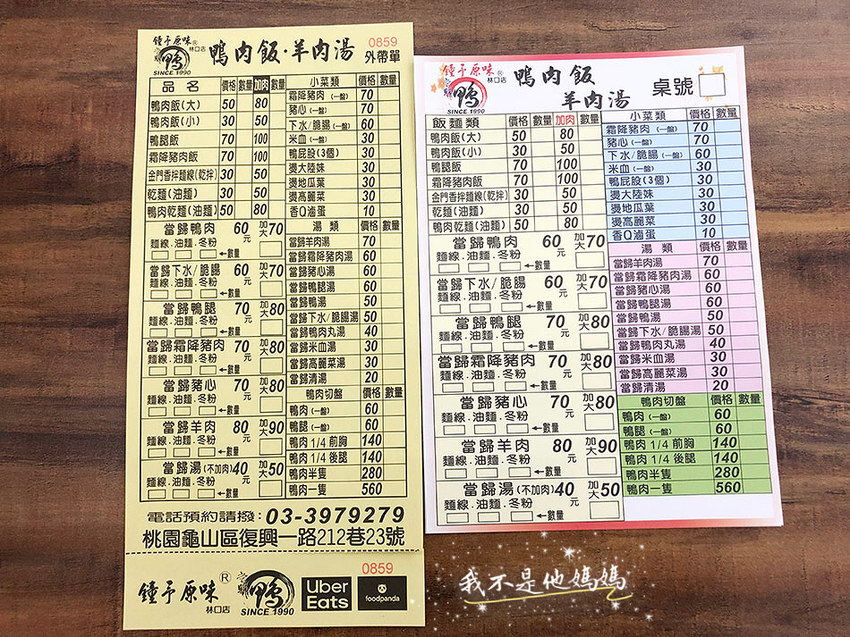 鐘予原味® 林口店
鴨
SINCE 1990
鴨肉飯·羊肉湯
0859
外帶單
品名 價格 數量 加肉 數量
鴨肉飯(大) 50 80
鴨肉飯(小) 30 50
鴨腿飯 70 100
霜降豬肉飯 70 100
金門香拌麵線(乾拌) 30 50
乾麵(油麵) 30 50
鴨肉乾麵(油麵) 50 80
當歸鴨肉 60元 加大70
麵線.油麵.冬粉
←數量
當歸下水/脆腸 60元 加大70
麵線.油麵.冬粉
←數量
當歸鴨腿 70元 加大80
麵線.油麵.冬粉
←數量
當歸霜降豬肉 70元 加大80
麵線.油麵.冬粉
←數量
當歸豬心 70元 加大80
麵線.油麵.冬粉
←數量
當歸羊肉 80元 加大90
麵線.油麵.冬粉
←數量
當歸湯(不加肉) 40元 加大50
麵線.油麵.冬粉
←數量
小菜類 價格 數量
霜降豬肉(一盤) 70
豬心(一盤) 70
下水/脆腸(一盤) 60
米血(一盤) 30
鴨屁股(3個) 30
燙大陸妹 30
燙地瓜葉 30
燙高麗菜 30
香Q滷蛋 10
湯類 價格 數量
當歸羊肉湯 70
當歸霜降豬肉湯 60
當歸豬心湯 60
當歸鴨腿湯 60
當歸鴨湯 50
當歸下水/脆腸湯 50
當歸鴨肉丸湯 40
當歸米血湯 30
當歸高麗菜湯 30
當歸清湯 20
鴨肉切盤 價格 數量
鴨肉(一盤) 60
鴨腿(一盤) 60
鴨肉 1/4 前胸 140
鴨肉 1/4 後腿 140
鴨肉半隻 280
鴨肉一隻 560
電話預約請撥:03-3979279
桃園龜山區復興一路212巷23號
0859
鐘予原味® 林口店
鴨
SINCE 1990
Uber Eats
foodpanda
鐘予原味® 林口店
鴨
SINCE 1990
鴨肉飯
羊肉湯
桌號
飯麵類 價格 數量 加肉 數量
鴨肉飯(大) 50 80
鴨肉飯(小) 30 50
鴨腿飯 70 100
霜降豬肉飯 70 100
金門香拌麵線(乾拌) 30 50
乾麵(油麵) 30 50
鴨肉乾麵(油麵) 50 80
當歸鴨肉 60元 加大70
麵線.油麵.冬粉
←數量
當歸下水/脆腸 60元 加大70
麵線.油麵.冬粉
←數量
當歸鴨腿 70元 加大80
麵線.油麵.冬粉
←數量
當歸霜降豬肉 70元 加大80
麵線.油麵.冬粉
←數量
當歸豬心 70元 加大80
麵線.油麵.冬粉
←數量
當歸羊肉 80元 加大90
麵線.油麵.冬粉
←數量
當歸湯(不加肉) 40元 加大50
麵線.油麵.冬粉
←數量
小菜類 價格 數量
霜降豬肉(一盤) 70
豬心(一盤) 70
下水/脆腸(一盤) 60
米血(一盤) 30
鴨屁股(3個) 30
燙大陸妹 30
燙地瓜葉 30
燙高麗菜 30
香Q滷蛋 10
湯類 價格 數量
當歸羊肉湯 70
當歸霜降豬肉湯 60
當歸豬心湯 60
當歸鴨腿湯 60
當歸鴨湯 50
當歸下水/脆腸湯 50
當歸鴨肉丸湯 40
當歸米血湯 30
當歸高麗菜湯 30
當歸清湯 20
鴨肉切盤 價格 數量
鴨肉(一盤) 60
鴨腿(一盤) 60
鴨肉 1/4 前胸 140
鴨肉 1/4 後腿 140
鴨肉半隻 280
鴨肉一隻 560
我不是他媽媽